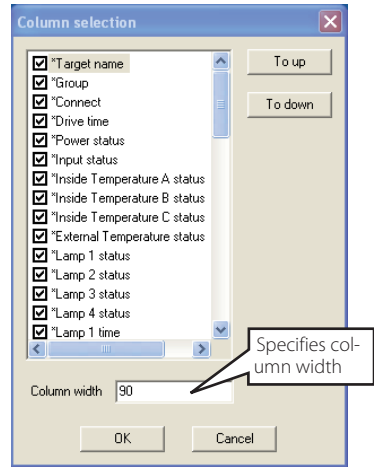 Column selection
*Target name
*Group
*Connect
*Drive time
*Power status
*Input status
*Inside Temperature A status
*Inside Temperature B status
*Inside Temperature C status
*External Temperature status
*Lamp 1 status
*Lamp 2 status
*Lamp 3 status
*Lamp 4 status
*Lamp 1 time
To up
To down
Specifies col-
umn width
Column width 90
OK Cancel